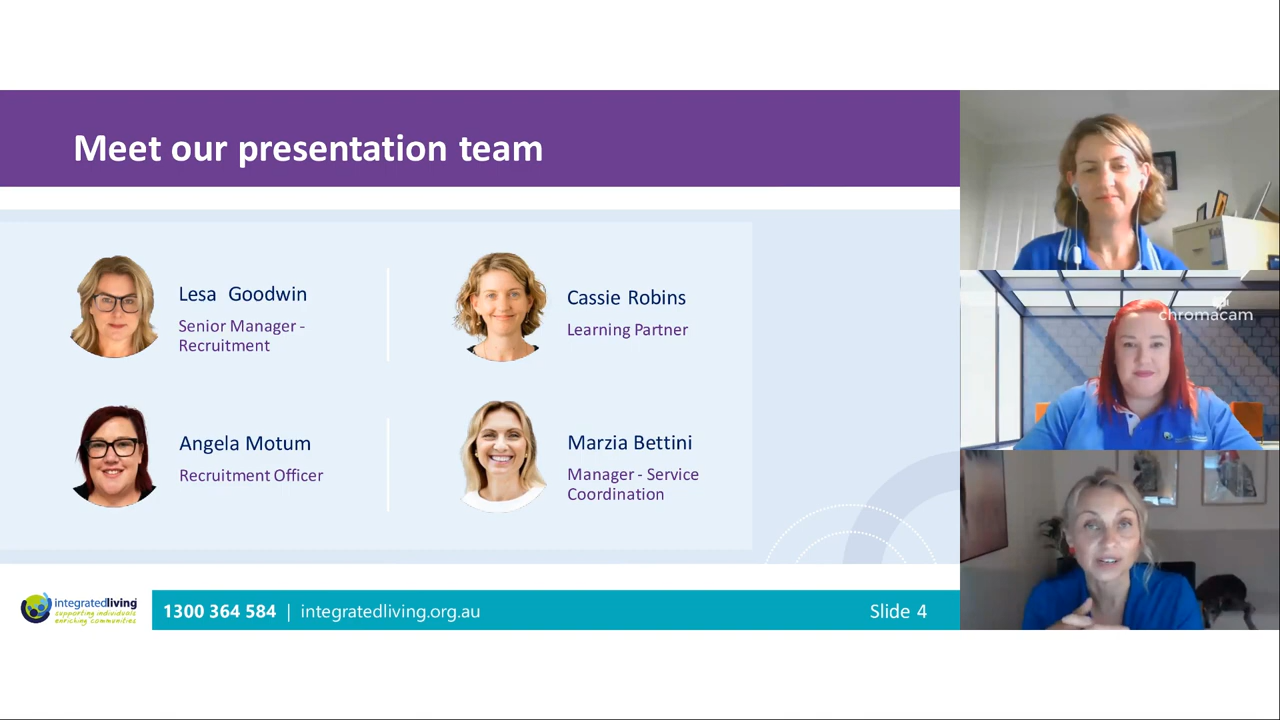 Meet our presentation team
Lesa Goodwin
Senior Manager -
Recruitment
Cassie Robins
Learning Partner
Angela Motum
Recruitment Officer
Marzia Bettini
Manager - Service
Coordination
integratedliving
supporting individuals
enriching communities
1300 364 584 | integratedliving.org.au
Slide 4
chromacam